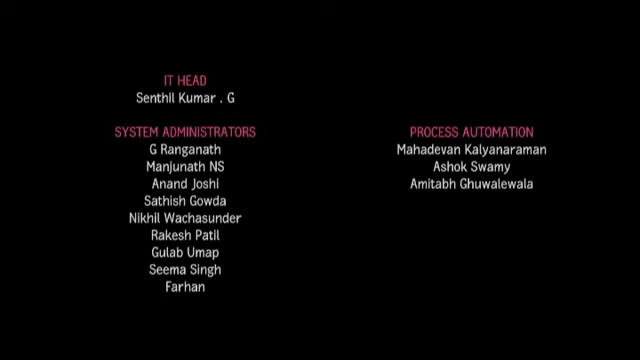 IT HEAD
Senthil Kumar . G
SYSTEM ADMINISTRATORS
G Ranganath
Manjunath NS
Anand Joshi
Sathish Gowda
Nikhil Wachasunder
Rakesh Patil
Gulab Umap
Seema Singh
Farhan
PROCESS AUTOMATION
Mahadevan Kalyanaraman
Ashok Swamy
Amitabh Ghuwalewala